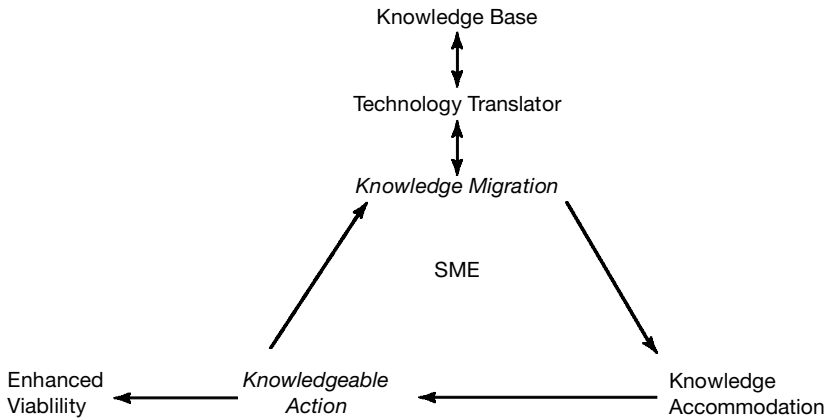 Knowledge Base
Technology Translator
Knowledge Migration
SME
Enhanced
Viablility
Knowledgeable
Action
Knowledge
Accommodation